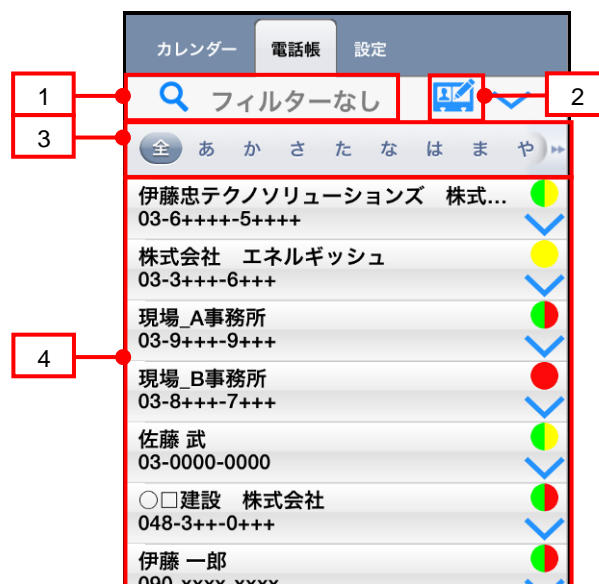 カレンダー 電話帳 設定
1 フィルターなし 2
3 全 あ か さ た な は ま や
伊藤忠テクノソリューションズ 株式...
03-6++++-5++++
株式会社 エネルギッシュ
03-3+++-6+++
現場_A事務所
03-9+++-9+++
4
現場_B事務所
03-8+++-7+++
佐藤 武
03-0000-0000
○□建設 株式会社
048-3++-0+++
伊藤 一郎
090-xxxx-xxxx